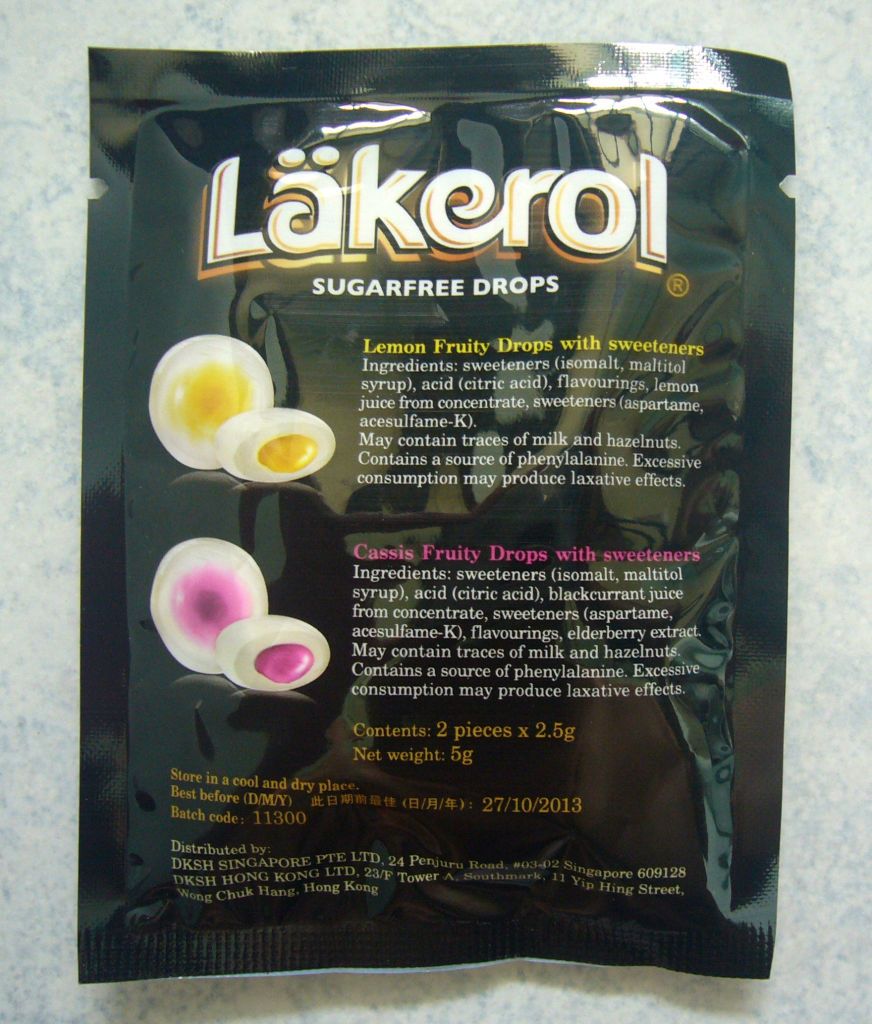 Läkerol
SUGARFREE DROPS ®
Lemon Fruity Drops with sweeteners
Ingredients: sweeteners (isomalt, maltitol
syrup), acid (citric acid), flavourings, lemon
juice from concentrate, sweeteners (aspartame,
acesulfame-K).
May contain traces of milk and hazelnuts.
Contains a source of phenylalanine. Excessive
consumption may produce laxative effects.
Cassis Fruity Drops with sweeteners
Ingredients: sweeteners (isomalt, maltitol
syrup), acid (citric acid), blackcurrant juice
from concentrate, sweeteners (aspartame,
acesulfame-K), flavourings, elderberry extract.
May contain traces of milk and hazelnuts.
Contains a source of phenylalanine. Excessive
consumption may produce laxative effects.
Contents: 2 pieces x 2.5g
Net weight: 5g
Store in a cool and dry place.
Best before (D/M/Y) 此日期前最佳 (日/月/年): 27/10/2013
Batch code: 11300
Distributed by:
DKSH SINGAPORE PTE LTD, 24 Penjuru Road, #03-02 Singapore 609128
DKSH HONG KONG LTD, 23/F Tower A, Southmark, 11 Yip Hing Street,
Wong Chuk Hang, Hong Kong